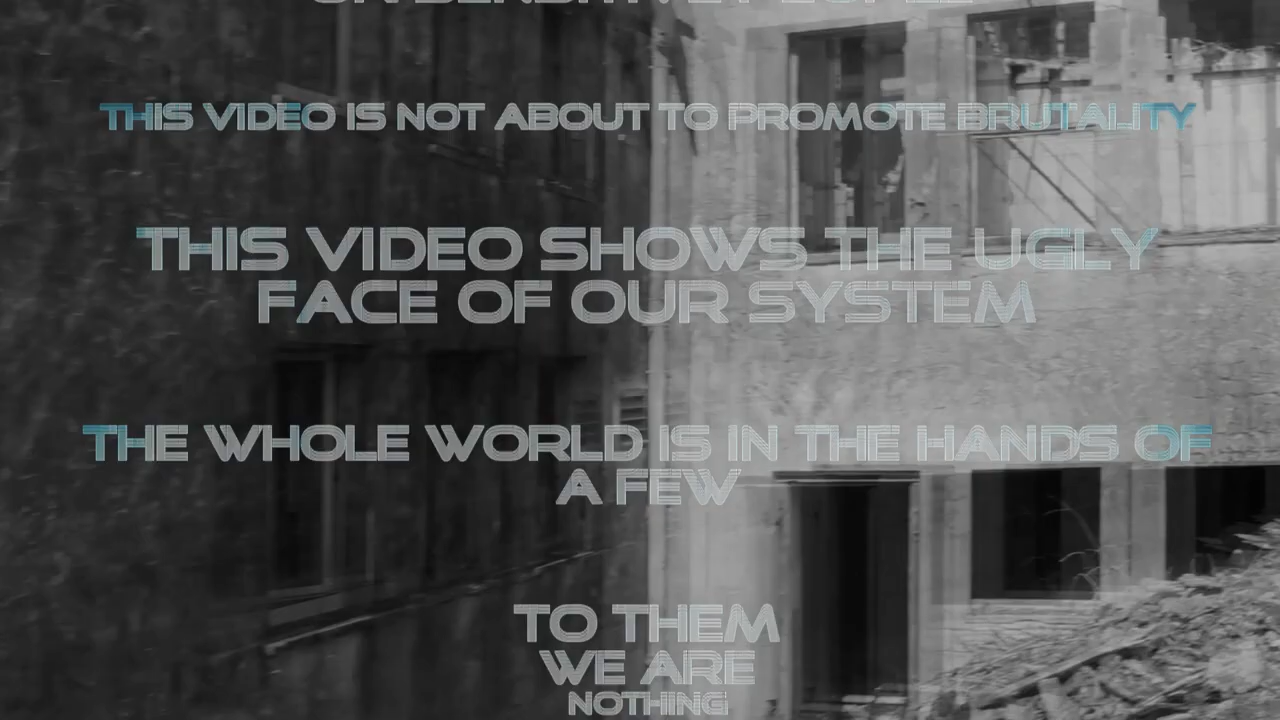 THIS VIDEO IS NOT ABOUT TO PROMOTE BRUTALITY
THIS VIDEO SHOWS THE UGLY
FACE OF OUR SYSTEM
THE WHOLE WORLD IS IN THE HANDS OF
A FEW
TO THEM
WE ARE
NOTHING